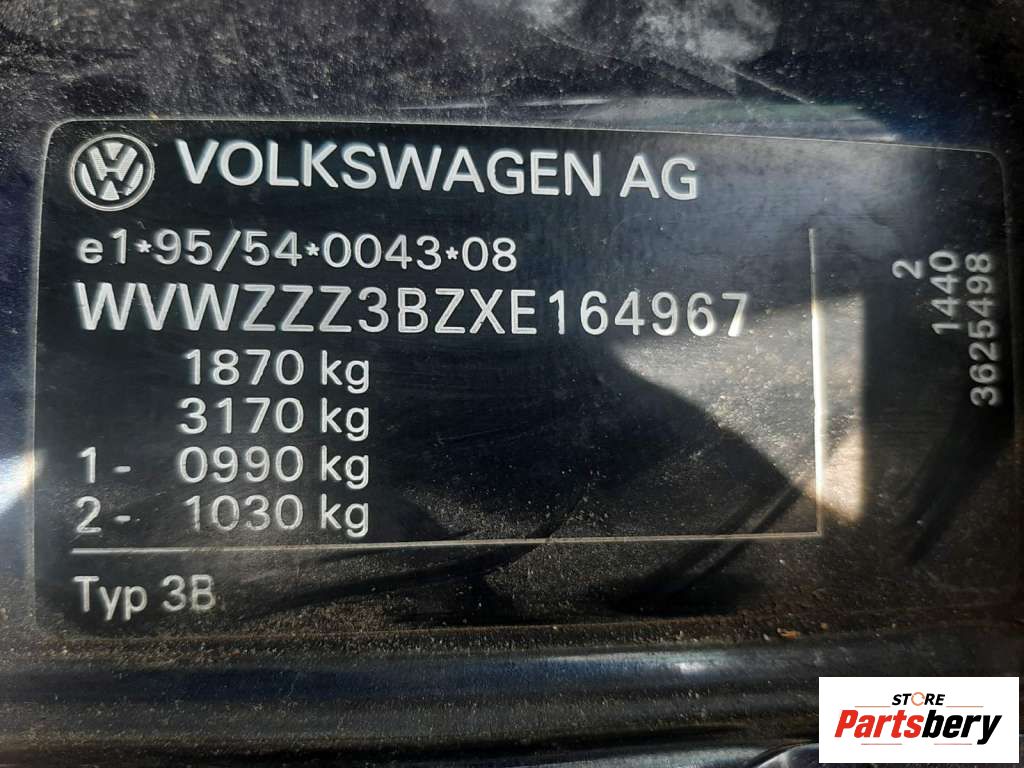 VOLKSWAGEN AG
e1*95/54*0043*08
WVWZZZ3BZXE164967
1870 kg
3170 kg
1- 0990 kg
2- 1030 kg
Typ 3B
2
1440
3625498
STORE
Partsbery